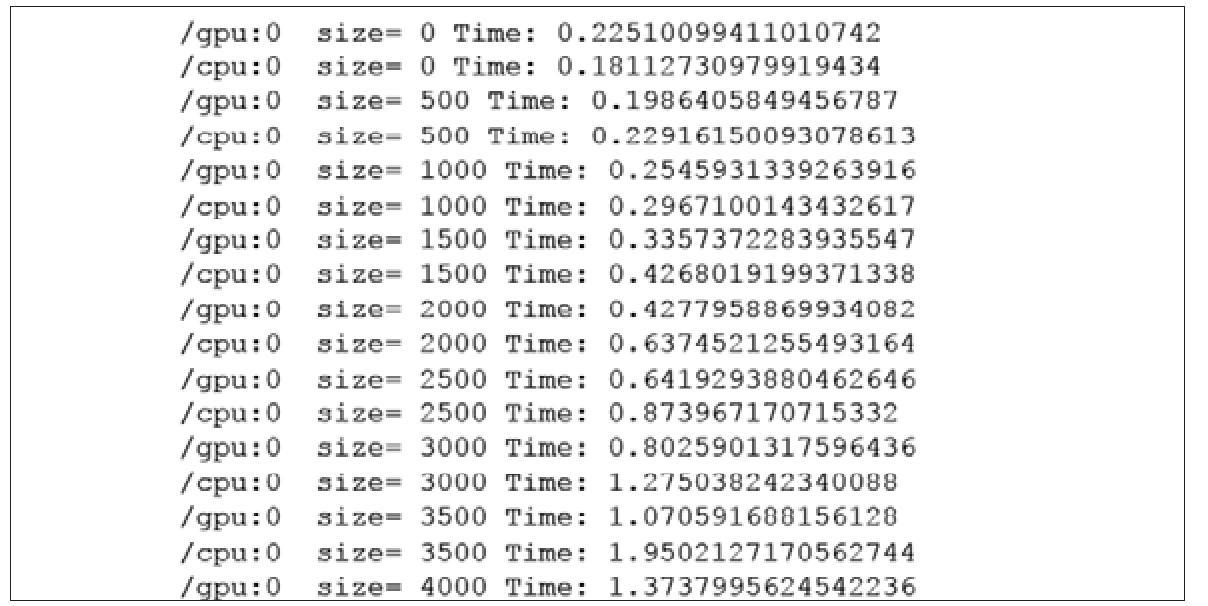 /gpu:0  size= 0 Time: 0.22510099411010742
/cpu:0  size= 0 Time: 0.18112730979919434
/gpu:0  size= 500 Time: 0.1986405849456787
/cpu:0  size= 500 Time: 0.22916150093078613
/gpu:0  size= 1000 Time: 0.2545931339263916
/cpu:0  size= 1000 Time: 0.2967100143432617
/gpu:0  size= 1500 Time: 0.3357372283935547
/cpu:0  size= 1500 Time: 0.4268019199371338
/gpu:0  size= 2000 Time: 0.4277958869934082
/cpu:0  size= 2000 Time: 0.6374521255493164
/gpu:0  size= 2500 Time: 0.6419293880462646
/cpu:0  size= 2500 Time: 0.873967170715332
/gpu:0  size= 3000 Time: 0.8025901317596436
/cpu:0  size= 3000 Time: 1.275038242340088
/gpu:0  size= 3500 Time: 1.070591688156128
/cpu:0  size= 3500 Time: 1.9502127170562744
/gpu:0  size= 4000 Time: 1.3737995624542236